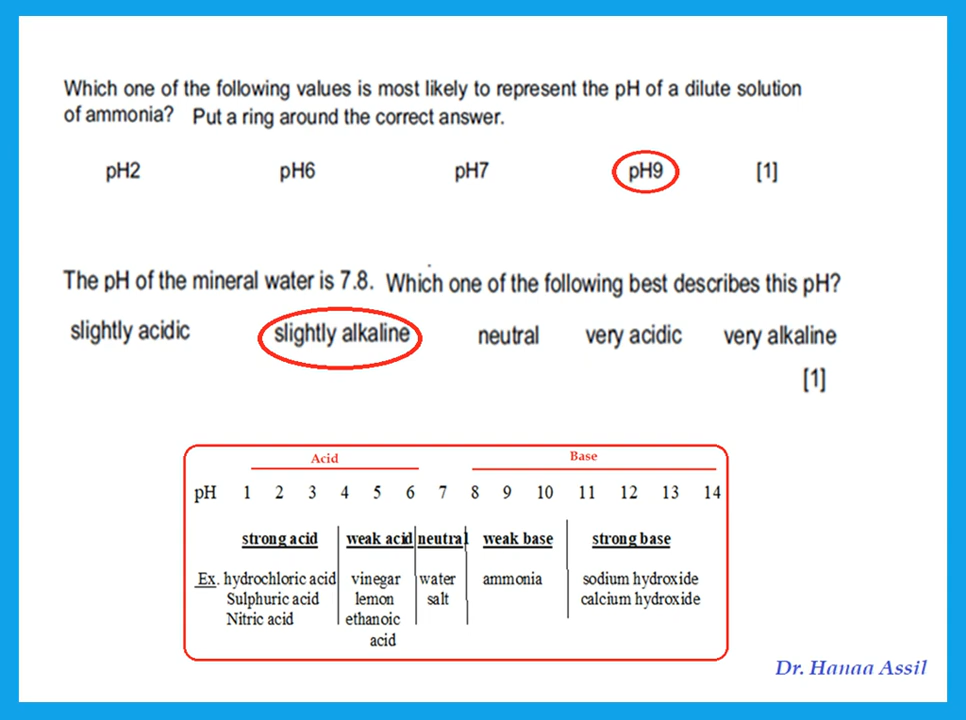 Which one of the following values is most likely to represent the pH of a dilute solution
of ammonia? Put a ring around the correct answer.
pH2 pH6 pH7 pH9 [1]
The pH of the mineral water is 7.8. Which one of the following best describes this pH?
slightly acidic slightly alkaline neutral very acidic very alkaline
[1]
Acid Base
pH 1 2 3 4 5 6 7 8 9 10 11 12 13 14
strong acid weak acid neutral weak base strong base
Ex. hydrochloric acid vinegar water ammonia sodium hydroxide
Sulphuric acid lemon salt calcium hydroxide
Nitric acid ethanoic
acid
Dr. Hanaa Assil